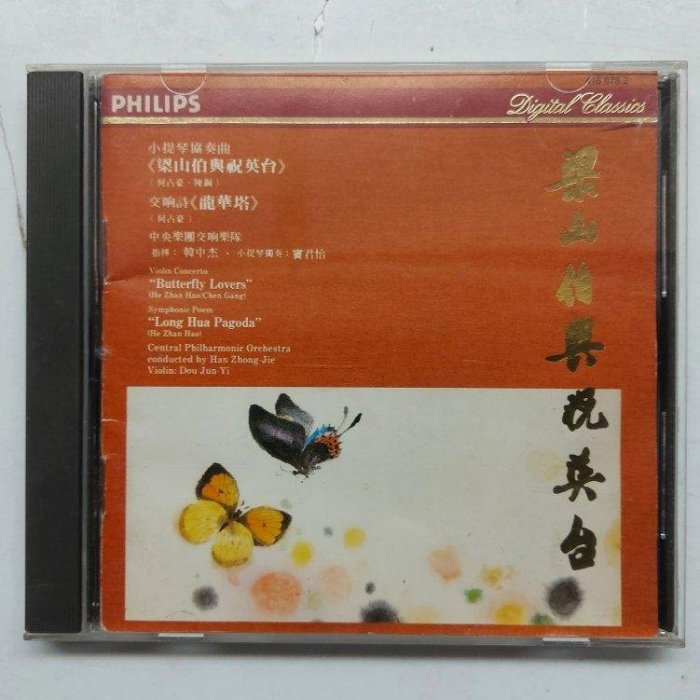 PHILIPS
Digital Classics
小提琴協奏曲
《梁山伯與祝英台》
(何占豪·陳鋼)
交响詩《龍華塔》
(何占豪)
中央樂團交响樂隊
指揮：韓中杰·小提琴獨奏：竇君怡
Violin Concerto
"Butterfly Lovers"
(He Zhan Hao/Chen Gang)
Symphonic Poem
"Long Hua Pagoda"
(He Zhan Hao)
Central Philharmonic Orchestra
conducted by Han Zhong-Jie
Violin: Dou Jun-Yi
梁山伯與祝英台